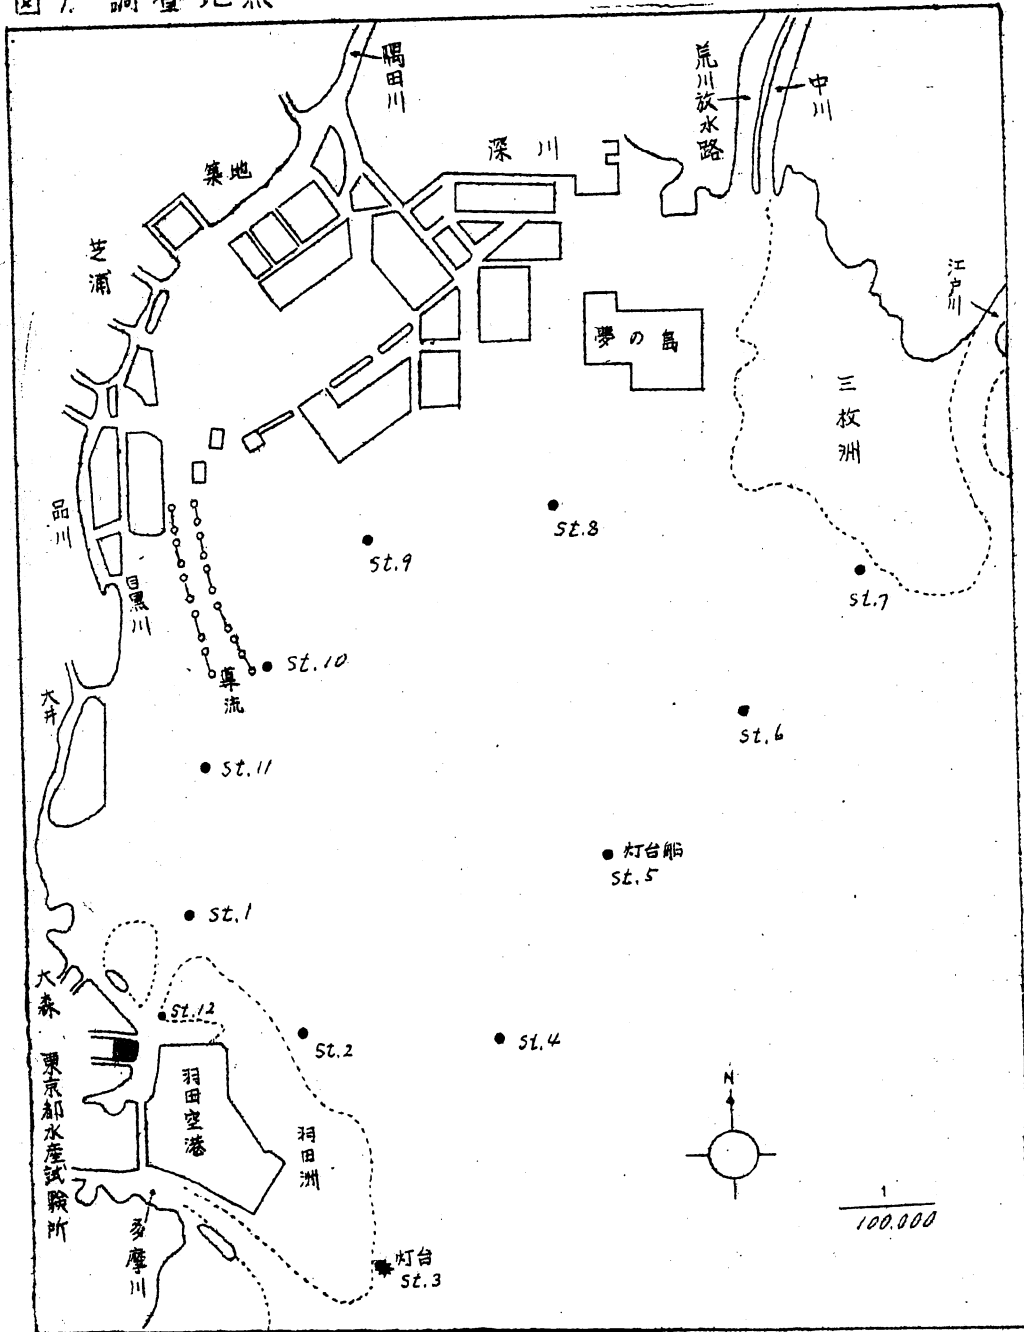 図1. 調査地点
隅田川
荒川放水路
中川
深川
築地
芝浦
江戸川
夢の島
三枚洲
品川
目黒川
St.8
St.9
St.7
St.10
導流
大井
St.6
St.11
灯台船
St.5
St.1
大森
St.12
St.2
St.4
東京都水産試験所
羽田空港
羽田洲
N
1
100,000
多摩川
灯台
St.3